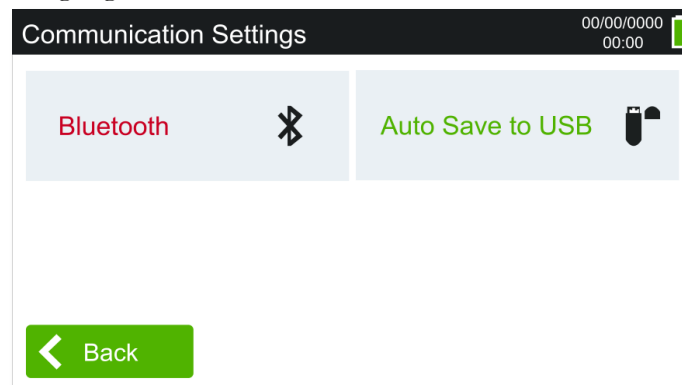 Communication Settings
00/00/0000
00:00
Bluetooth
Auto Save to USB
Back